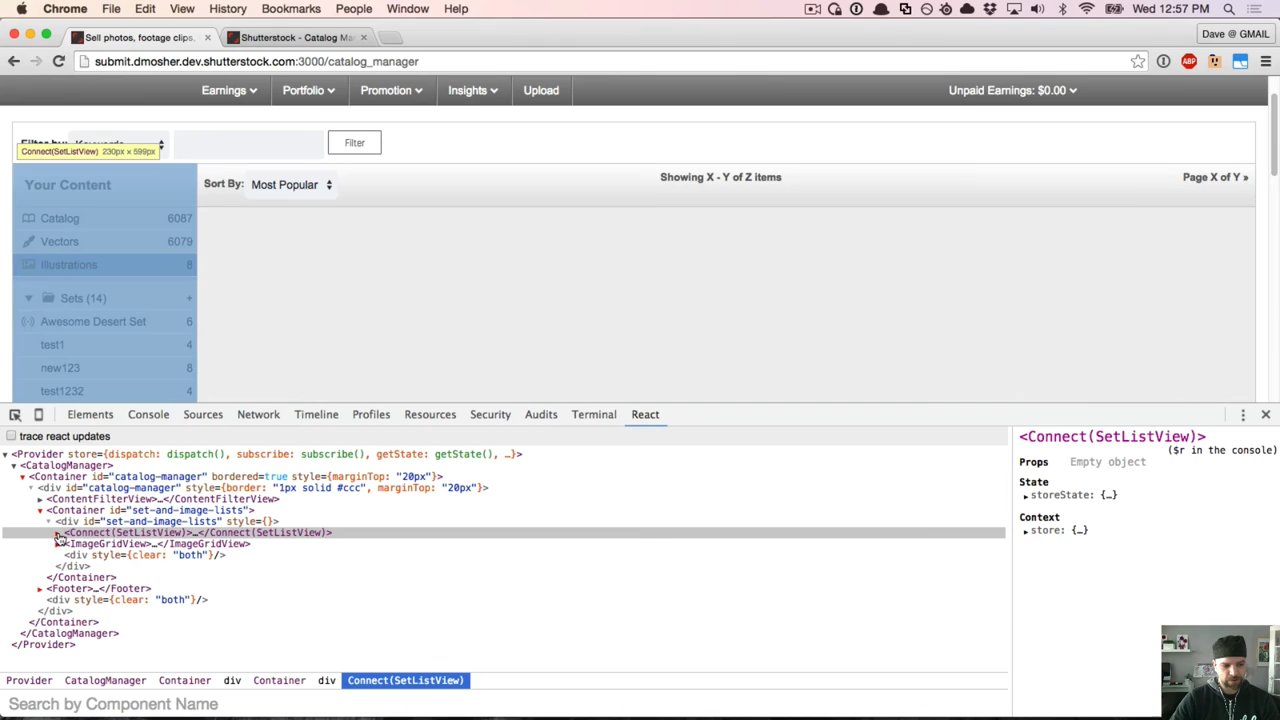 Chrome File Edit View History Bookmarks People Window Help Wed 12:57 PM
Sell photos, footage clips, × Shutterstock - Catalog Ma × Dave @ GMAIL
submit.dmosher.dev.shutterstock.com:3000/catalog_manager ABP
Earnings Portfolio Promotion Insights Upload Unpaid Earnings: $0.00
Filter by: Keywords Filter
Connect(SetListView) 230px × 599px
Your Content Sort By: Most Popular Showing X - Y of Z items Page X of Y »
Catalog 6087
Vectors 6079
Illustrations 8
Sets (14) +
Awesome Desert Set 6
test1 4
new123 8
test1232 4
Elements Console Sources Network Timeline Profiles Resources Security Audits Terminal React
trace react updates
<Provider store={dispatch: dispatch(), subscribe: subscribe(), getState: getState(), …}>
<CatalogManager>
<Container id="catalog-manager" bordered=true style={marginTop: "20px"}>
<div id="catalog-manager" style={border: "1px solid #ccc", marginTop: "20px"}>
<ContentFilterView>…</ContentFilterView>
<Container id="set-and-image-lists">
<div id="set-and-image-lists" style={}>
<Connect(SetListView)>…</Connect(SetListView)>
<ImageGridView>…</ImageGridView>
<div style={clear: "both"}/>
</div>
</Container>
<Footer>…</Footer>
<div style={clear: "both"}/>
</div>
</Container>
</CatalogManager>
</Provider>
<Connect(SetListView)>
($r in the console)
Props Empty object
State
storeState: {…}
Context
store: {…}
Provider CatalogManager Container div Container div Connect(SetListView)
Search by Component Name